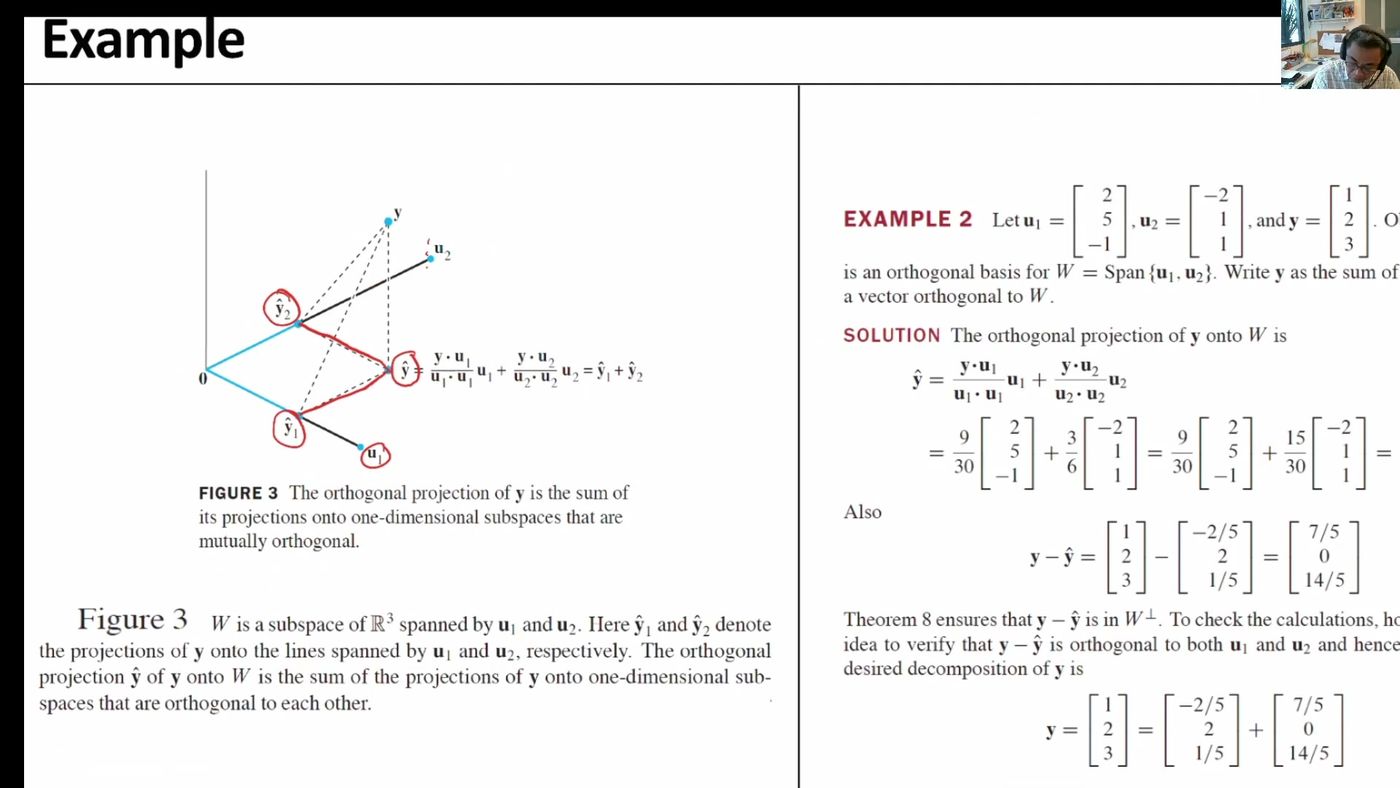 Example
y
u₂
ŷ₂
0
ŷ = y · u₁ / u₁ · u₁ u₁ + y · u₂ / u₂ · u₂ u₂ = ŷ₁ + ŷ₂
ŷ₁
u₁
FIGURE 3 The orthogonal projection of y is the sum of
its projections onto one-dimensional subspaces that are
mutually orthogonal.
Figure 3 W is a subspace of ℝ³ spanned by u₁ and u₂. Here ŷ₁ and ŷ₂ denote
the projections of y onto the lines spanned by u₁ and u₂, respectively. The orthogonal
projection ŷ of y onto W is the sum of the projections of y onto one-dimensional sub-
spaces that are orthogonal to each other.
EXAMPLE 2 Let u₁ = [2 5 −1], u₂ = [−2 1 1], and y = [1 2 3]. O
is an orthogonal basis for W = Span {u₁, u₂}. Write y as the sum of
a vector orthogonal to W.
SOLUTION The orthogonal projection of y onto W is
ŷ = y·u₁ / u₁ · u₁ u₁ + y·u₂ / u₂ · u₂ u₂
= 9/30 [2 5 −1] + 3/6 [−2 1 1] = 9/30 [2 5 −1] + 15/30 [−2 1 1] =
Also
y − ŷ = [1 2 3] − [−2/5 2 1/5] = [7/5 0 14/5]
Theorem 8 ensures that y − ŷ is in W⊥. To check the calculations, ho
idea to verify that y − ŷ is orthogonal to both u₁ and u₂ and hence
desired decomposition of y is
y = [1 2 3] = [−2/5 2 1/5] + [7/5 0 14/5]